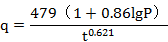 q = 479（1 + 0.86lgP） / t^0.621